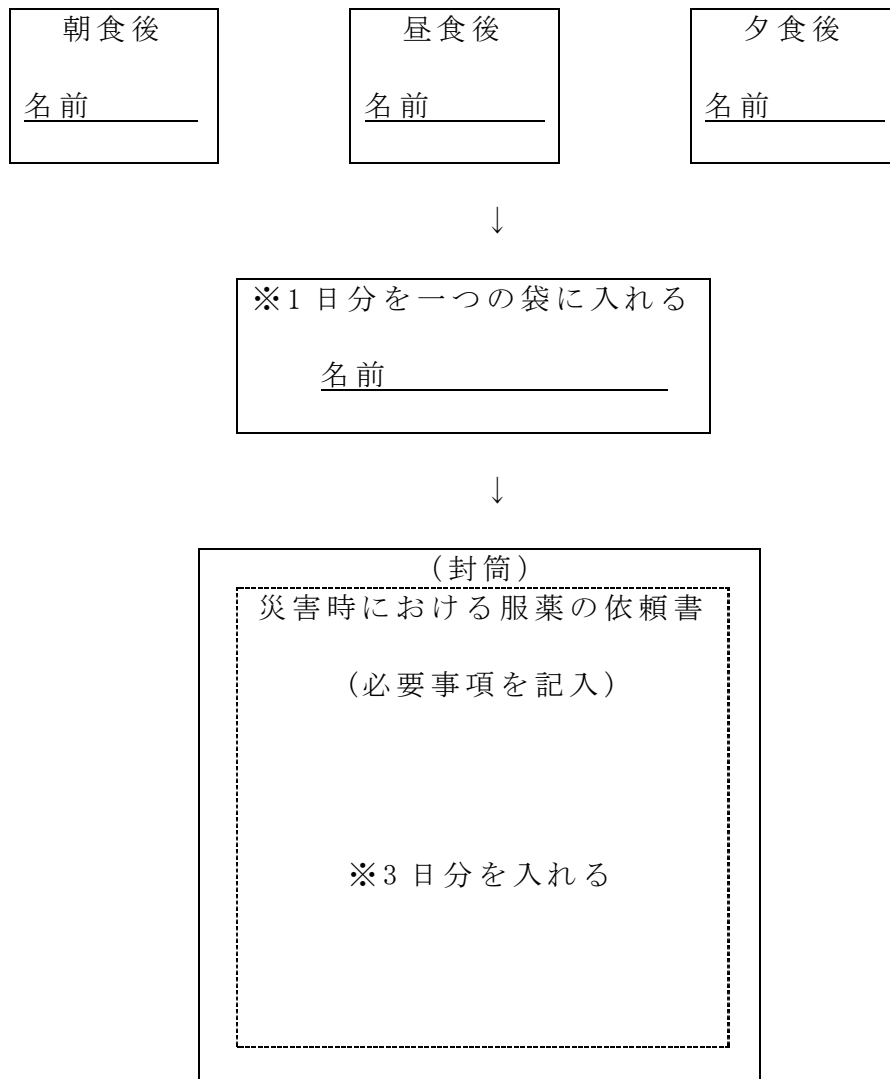 朝食後 昼食後 夕食後
名前 名前 名前
↓
※1日分を一つの袋に入れる
名前
↓
(封筒)
災害時における服薬の依頼書
(必要事項を記入)
※3日分を入れる